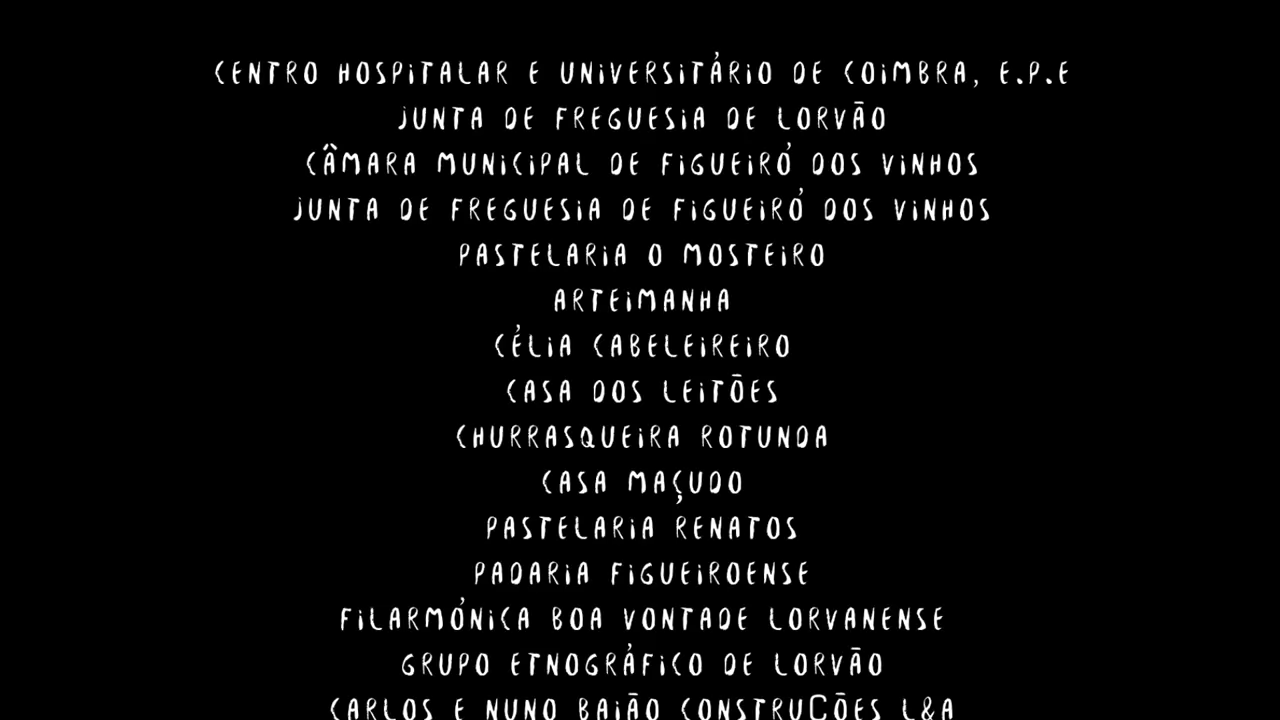 CENTRO HOSPITALAR E UNIVERSITÁRIO DE COIMBRA, E.P.E
JUNTA DE FREGUESIA DE LORVÃO
CÂMARA MUNICIPAL DE FIGUEIRÓ DOS VINHOS
JUNTA DE FREGUESIA DE FIGUEIRÓ DOS VINHOS
PASTELARIA O MOSTEIRO
ARTEIMANHA
CÉLIA CABELEIREIRO
CASA DOS LEITÕES
CHURRASQUEIRA ROTUNDA
CASA MAÇUDO
PASTELARIA RENATOS
PADARIA FIGUEIROENSE
FILARMÓNICA BOA VONTADE LORVANENSE
GRUPO ETNOGRÁFICO DE LORVÃO
CARLOS E NUNO BAIÃO CONSTRUÇÕES L&A